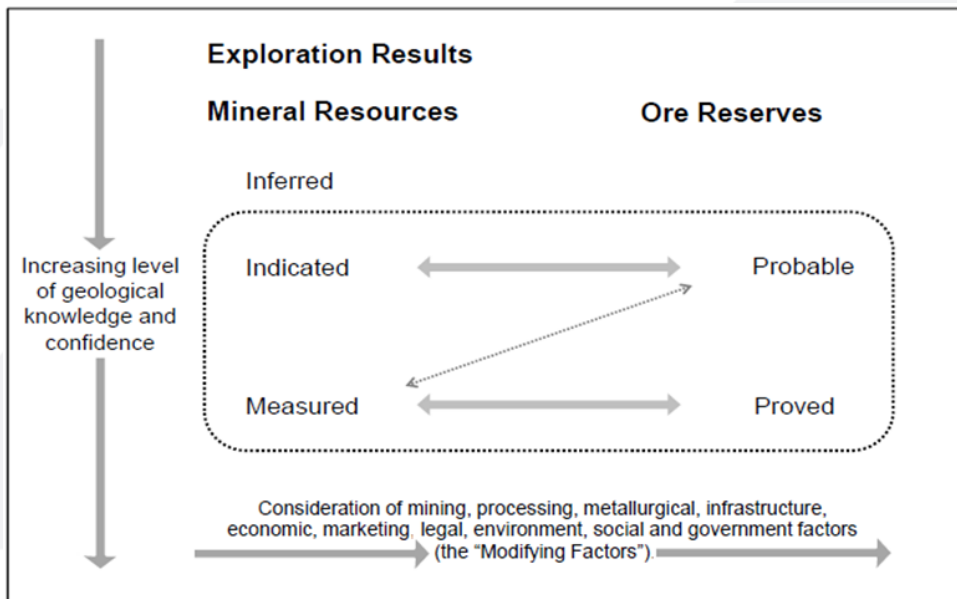 Exploration Results
Mineral Resources
Ore Reserves
Inferred
Increasing level
of geological
knowledge and
confidence
Indicated
Probable
Measured
Proved
Consideration of mining, processing, metallurgical, infrastructure,
economic, marketing, legal, environment, social and government factors
(the “Modifying Factors”).